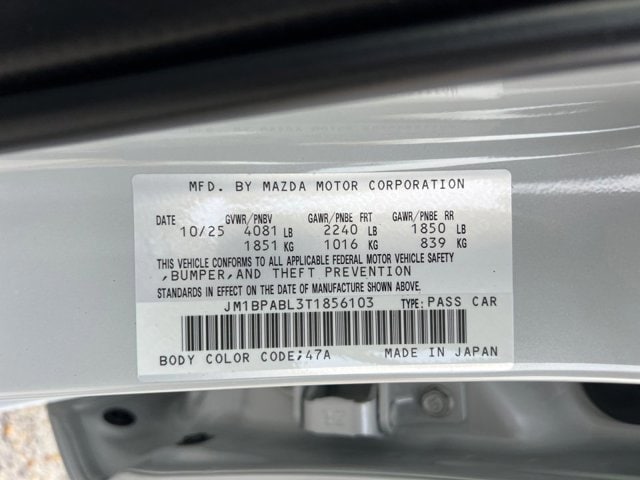 MFD. BY MAZDA MOTOR CORPORATION
DATE GVWR/PNBV GAWR/PNBE FRT GAWR/PNBE RR
10/25 4081 LB 2240 LB 1850 LB
1851 KG 1016 KG 839 KG
THIS VEHICLE CONFORMS TO ALL APPLICABLE FEDERAL MOTOR VEHICLE SAFETY
,BUMPER,AND THEFT PREVENTION
STANDARDS IN EFFECT ON THE DATE OF MANUFACTURE SHOWN ABOVE.
JM1BPABL3T1856103 TYPE: PASS CAR
BODY COLOR CODE;47A MADE IN JAPAN